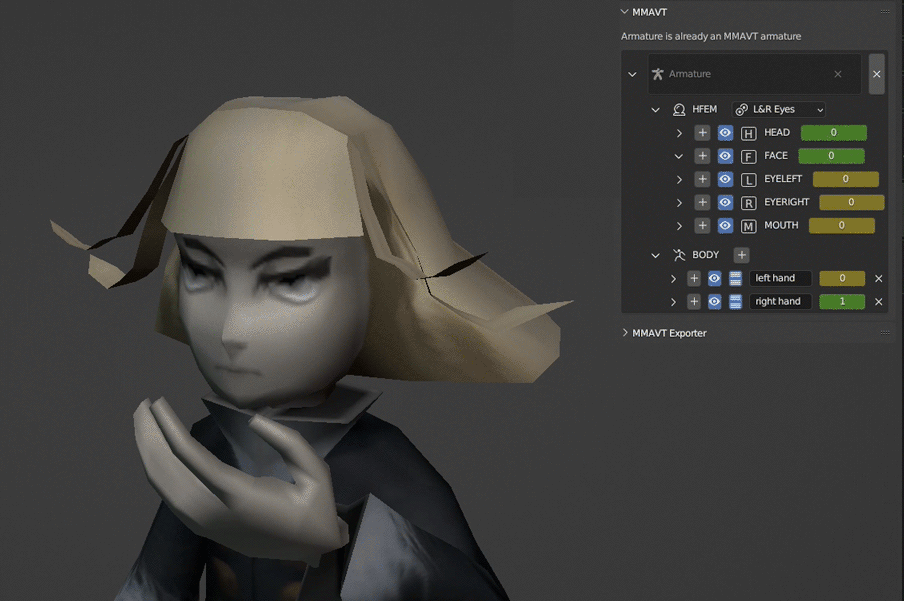 MMAVT
Armature is already an MMAVT armature
Armature
HFEM L&R Eyes
H HEAD 0
F FACE 0
L EYELEFT 0
R EYERIGHT 0
M MOUTH 0
BODY
left hand 0
right hand 1
MMAVT Exporter